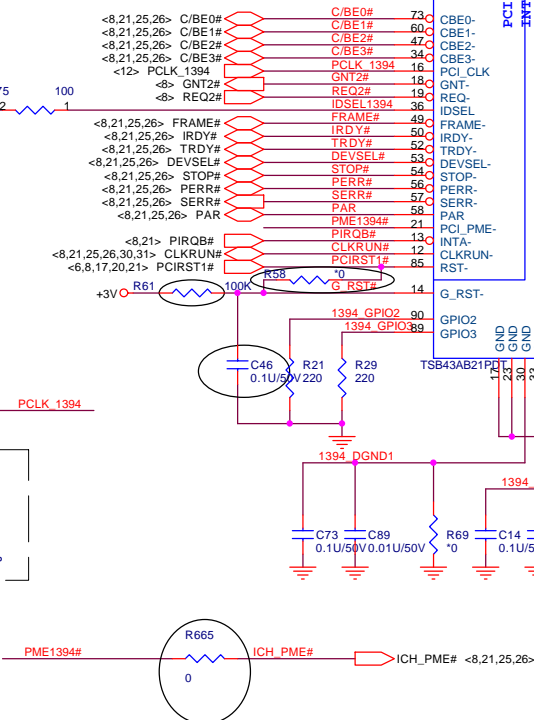 PCI
INT
<8,21,25,26> C/BE0# C/BE0# 73 CBE0-
<8,21,25,26> C/BE1# C/BE1# 60 CBE1-
<8,21,25,26> C/BE2# C/BE2# 47 CBE2-
<8,21,25,26> C/BE3# C/BE3# 34 CBE3-
<12> PCLK_1394 PCLK_1394 16 PCI_CLK
<8> GNT2# GNT2# 18 GNT-
<8> REQ2# REQ2# 19 REQ-
75 100
2 1 IDSEL1394 36 IDSEL
<8,21,25,26> FRAME# FRAME# 49 FRAME-
<8,21,25,26> IRDY# IRDY# 50 IRDY-
<8,21,25,26> TRDY# TRDY# 52 TRDY-
<8,21,25,26> DEVSEL# DEVSEL# 53 DEVSEL-
<8,21,25,26> STOP# STOP# 54 STOP-
<8,21,25,26> PERR# PERR# 56 PERR-
<8,21,25,26> SERR# SERR# 57 SERR-
<8,21,25,26> PAR PAR 58 PAR
PME1394# 21 PCI_PME-
<8,21> PIRQB# PIRQB# 13 INTA-
<8,21,25,26,30,31> CLKRUN# CLKRUN# 12 CLKRUN-
<6,8,17,20,21> PCIRST1# PCIRST1# 85 RST-
R58 *0
+3V R61 100K G_RST# 14 G_RST-
1394_GPIO2 90 GPIO2
1394_GPIO3 89 GPIO3
GND
GND
GND
TSB43AB21PDT
17
23
30
C46
0.1U/50V
R21
220
R29
220
PCLK_1394
1394_DGND1
1394_
C73
0.1U/50V
C89
0.01U/50V
R69
*0
C14
0.1U/5
R665
PME1394# ICH_PME# ICH_PME# <8,21,25,26>
0